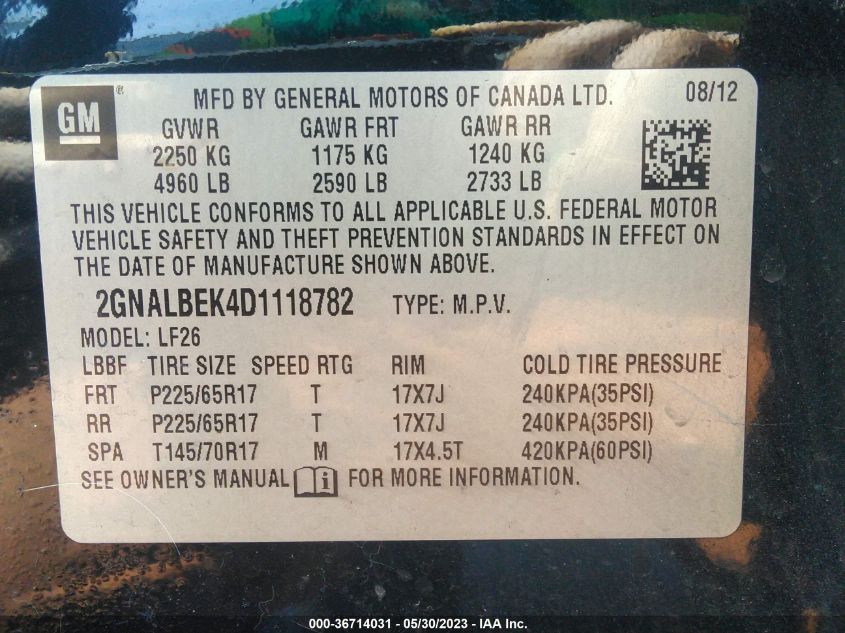 GM ® MFD BY GENERAL MOTORS OF CANADA LTD. 08/12
GVWR GAWR FRT GAWR RR
2250 KG 1175 KG 1240 KG
4960 LB 2590 LB 2733 LB
THIS VEHICLE CONFORMS TO ALL APPLICABLE U.S. FEDERAL MOTOR
VEHICLE SAFETY AND THEFT PREVENTION STANDARDS IN EFFECT ON
THE DATE OF MANUFACTURE SHOWN ABOVE.
2GNALBEK4D1118782 TYPE: M.P.V.
MODEL: LF26
LBBF TIRE SIZE SPEED RTG RIM COLD TIRE PRESSURE
FRT P225/65R17 T 17X7J 240KPA(35PSI)
RR P225/65R17 T 17X7J 240KPA(35PSI)
SPA T145/70R17 M 17X4.5T 420KPA(60PSI)
SEE OWNER'S MANUAL i FOR MORE INFORMATION.
000-36714031 - 05/30/2023 - IAA Inc.